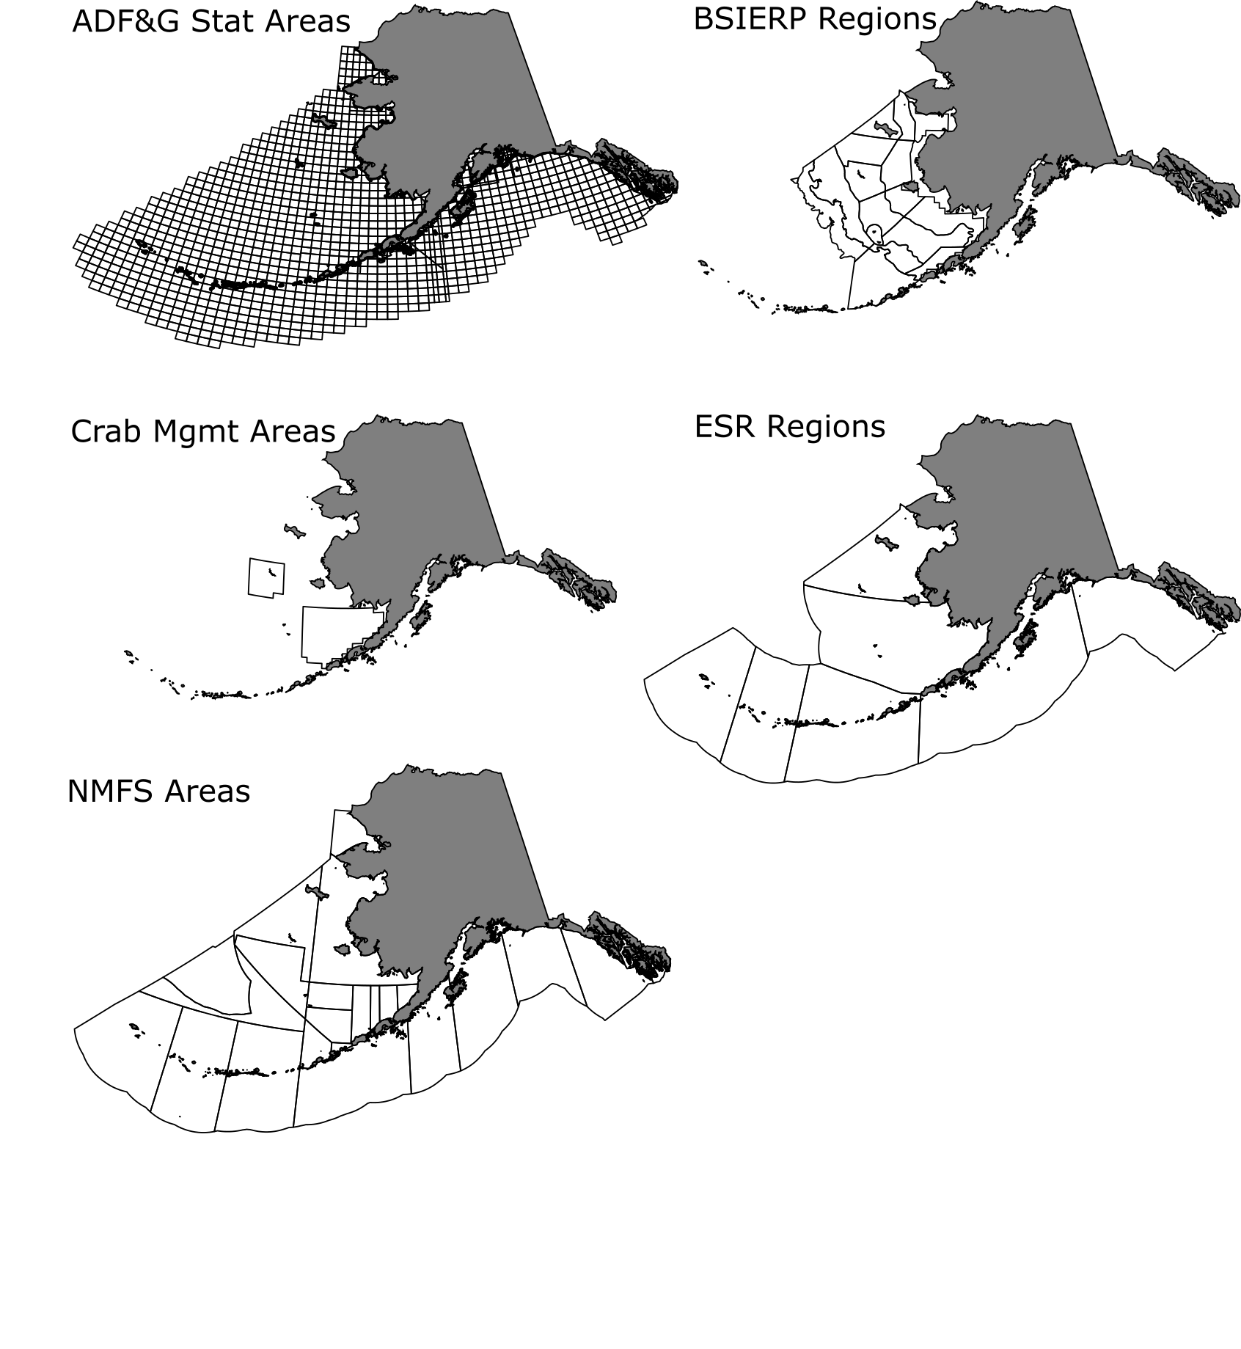 ADF&G Stat Areas
BSIERP Regions
Crab Mgmt Areas
ESR Regions
NMFS Areas